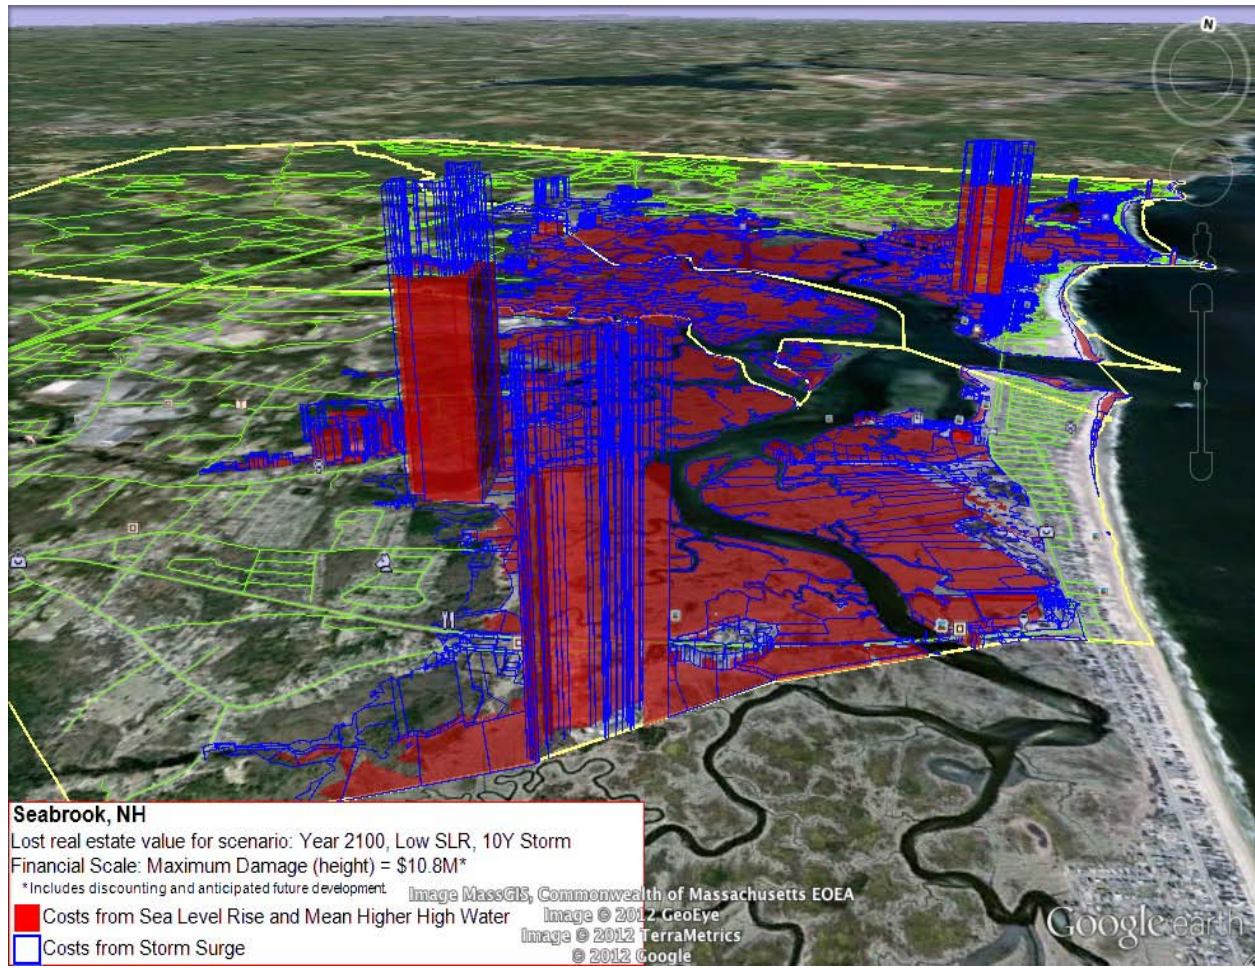 N
Seabrook, NH
Lost real estate value for scenario: Year 2100, Low SLR, 10Y Storm
Financial Scale: Maximum Damage (height) = $10.8M*
*Includes discounting and anticipated future development.
Costs from Sea Level Rise and Mean Higher High Water
Costs from Storm Surge
Image MassGIS, Commonwealth of Massachusetts EOEA
Image © 2012 GeoEye
Image © 2012 TerraMetrics
© 2012 Google
Google earth